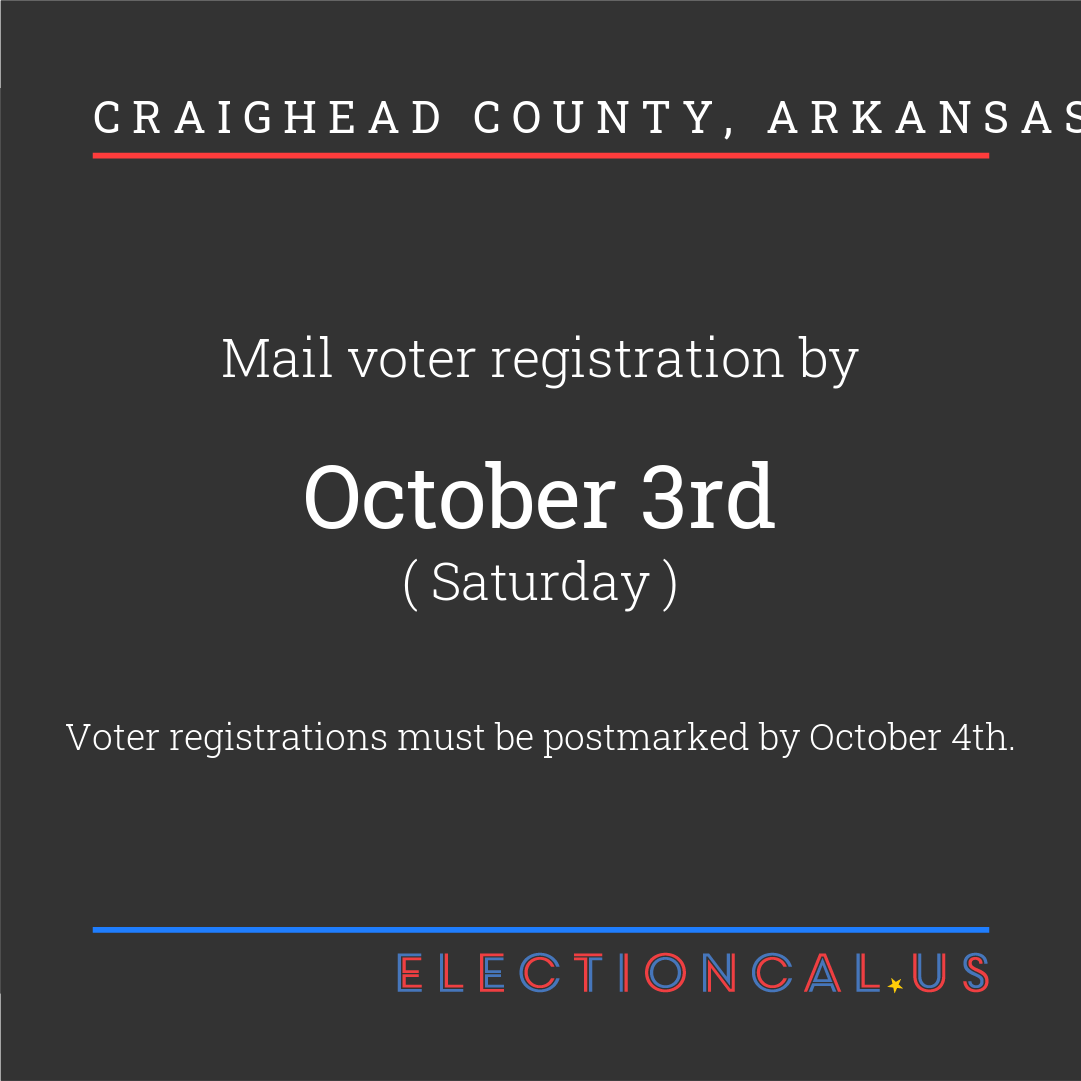 CRAIGHEAD COUNTY, ARKANSAS
Mail voter registration by
October 3rd
( Saturday )
Voter registrations must be postmarked by October 4th.
ELECTIONCAL.US